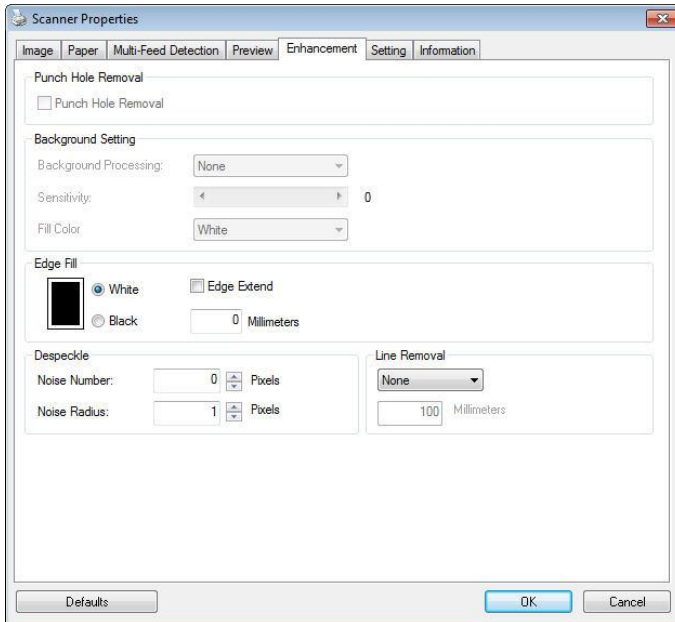 Scanner Properties
Image Paper Multi-Feed Detection Preview Enhancement Setting Information
Punch Hole Removal
Punch Hole Removal
Background Setting
Background Processing: None
Sensitivity: 0
Fill Color White
Edge Fill
White Edge Extend
Black 0 Millimeters
Despeckle Line Removal
Noise Number: 0 Pixels None
Noise Radius: 1 Pixels 100 Millimeters
Defaults OK Cancel